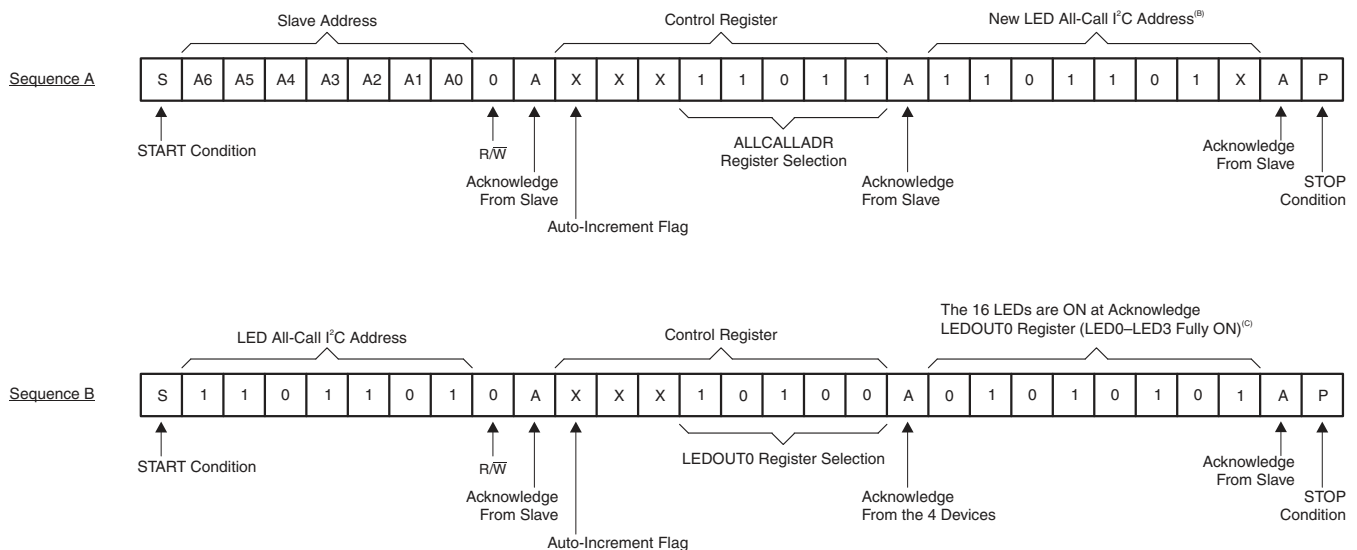 Slave Address
Control Register
New LED All-Call I²C Address(B)
Sequence A
S A6 A5 A4 A3 A2 A1 A0 0 A X X X 1 1 0 1 1 A 1 1 0 1 1 0 1 X A P
START Condition
R/W̅
Acknowledge
From Slave
Auto-Increment Flag
ALLCALLADR
Register Selection
Acknowledge
From Slave
Acknowledge
From Slave
STOP
Condition
LED All-Call I²C Address
Control Register
The 16 LEDs are ON at Acknowledge
LEDOUT0 Register (LED0–LED3 Fully ON)(C)
Sequence B
S 1 1 0 1 1 0 1 0 A X X X 1 0 1 0 0 A 0 1 0 1 0 1 0 1 A P
START Condition
R/W̅
Acknowledge
From Slave
Auto-Increment Flag
LEDOUT0 Register Selection
Acknowledge
From the 4 Devices
Acknowledge
From Slave
STOP
Condition